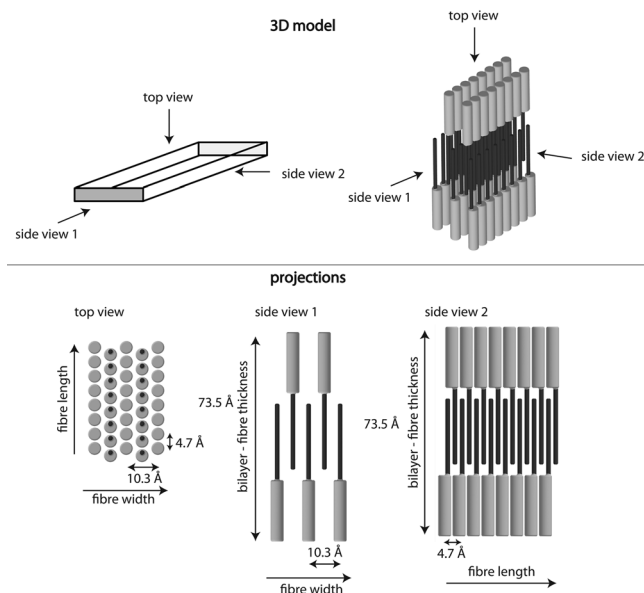 3D model
top view
top view
side view 2
side view 2
side view 1
side view 1
projections
top view
side view 1
side view 2
fibre length
4.7 Å
10.3 Å
fibre width
73.5 Å
bilayer - fibre thickness
10.3 Å
fibre width
73.5 Å
bilayer - fibre thickness
4.7 Å
fibre length